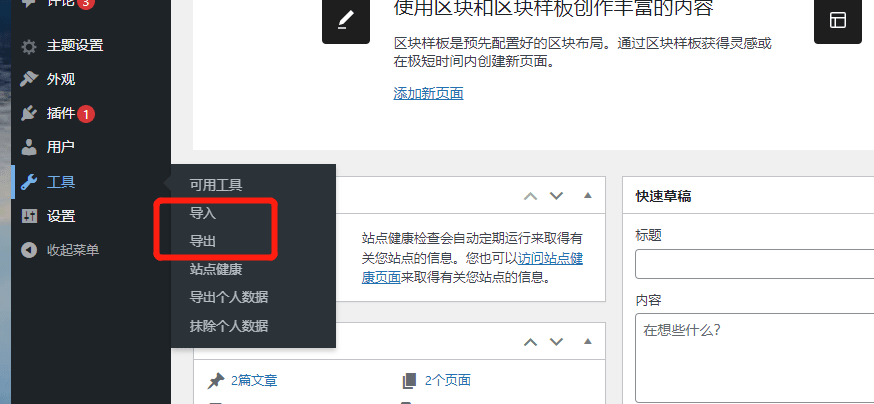 评论 3
主题设置
外观
插件 1
用户
工具
设置
收起菜单
可用工具
导入
导出
站点健康
导出个人数据
抹除个人数据
使用区块和区块样板创作丰富的内容
区块样板是预先配置好的区块布局。通过区块样板获得灵感或
在极短时间内创建新页面。
添加新页面
站点健康检查会自动定期运行来取得有
关您站点的信息。您也可以访问站点健
康页面来取得有关您站点的信息。
2篇文章
2个页面
快速草稿
标题
内容
在想些什么？